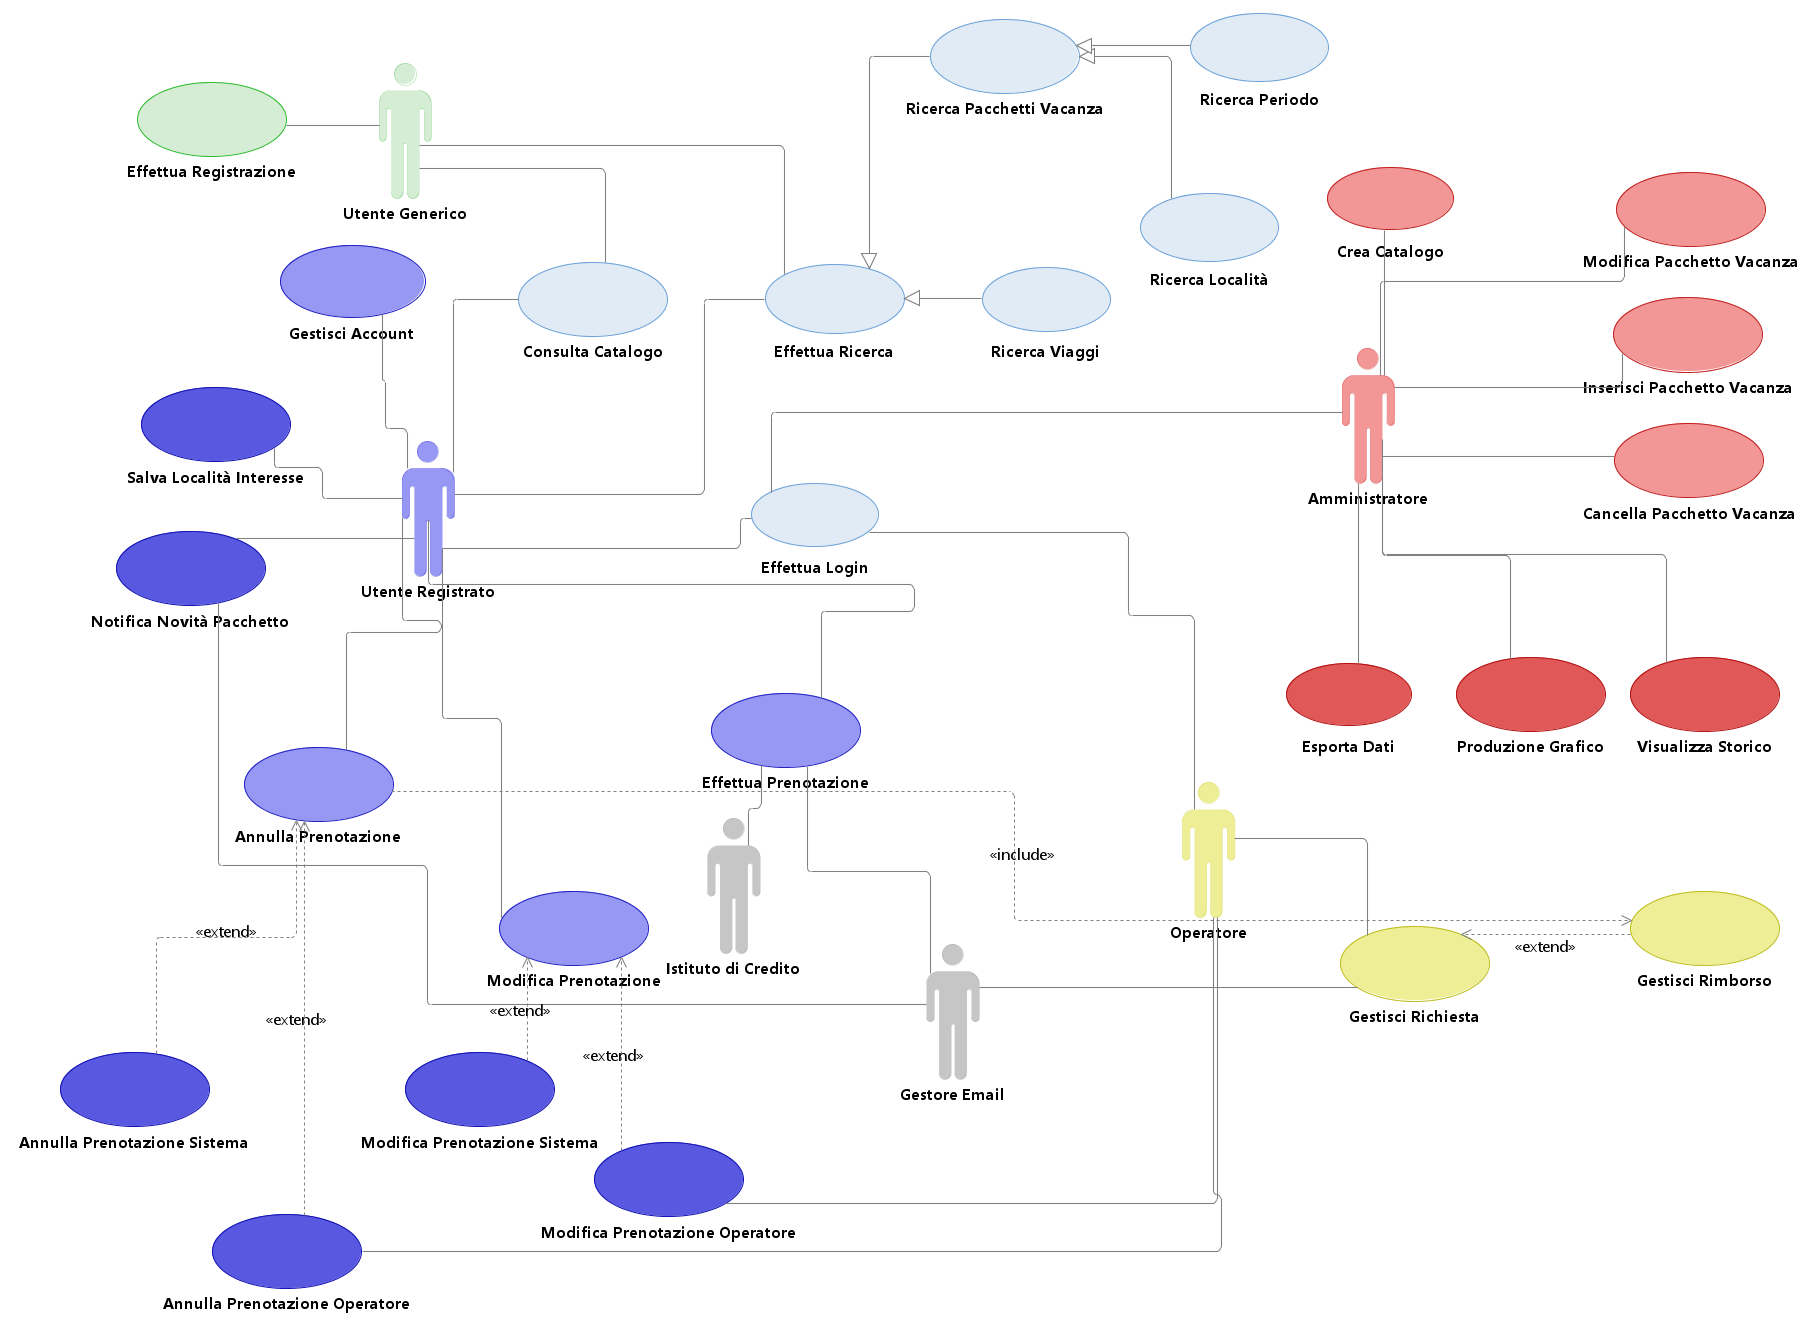 Ricerca Periodo
Ricerca Pacchetti Vacanza
Effettua Registrazione
Utente Generico
Crea Catalogo
Modifica Pacchetto Vacanza
Ricerca Località
Gestisci Account
Consulta Catalogo
Effettua Ricerca
Ricerca Viaggi
Inserisci Pacchetto Vacanza
Salva Località Interesse
Amministratore
Cancella Pacchetto Vacanza
Effettua Login
Utente Registrato
Notifica Novità Pacchetto
Esporta Dati
Produzione Grafico
Visualizza Storico
Effettua Prenotazione
Annulla Prenotazione
«include»
«extend»
Operatore
«extend»
Istituto di Credito
Modifica Prenotazione
Gestisci Rimborso
«extend»
Gestisci Richiesta
«extend»
«extend»
Gestore Email
Annulla Prenotazione Sistema
Modifica Prenotazione Sistema
Modifica Prenotazione Operatore
Annulla Prenotazione Operatore